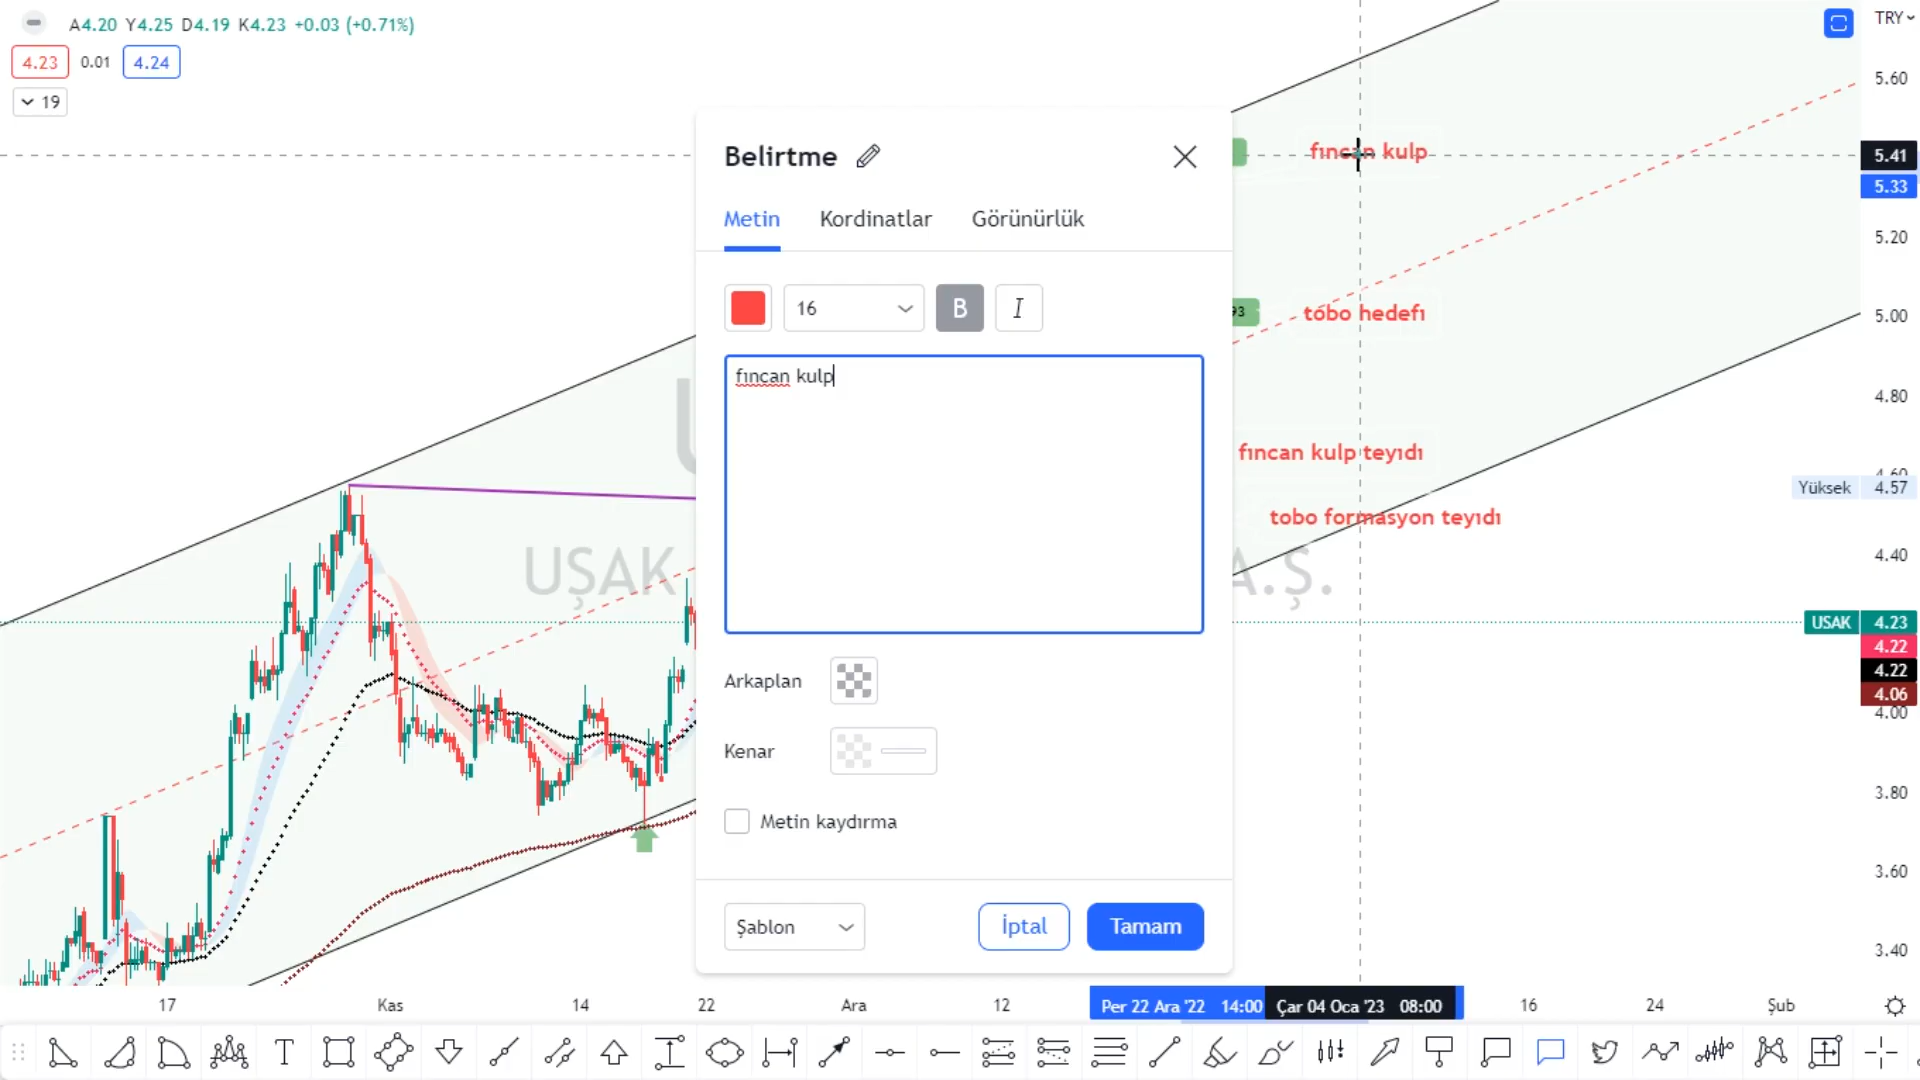 A4.20 Y4.25 D4.19 K4.23 +0.03 (+0.71%)
4.23 0.01 4.24
19
TRY
5.60
5.41
5.33
5.20
5.00
4.80
4.60
Yüksek 4.57
4.40
USAK 4.23
4.22
4.22
4.06
4.00
3.80
3.60
3.40
fıncan kulp
93
tobo hedefı
fıncan kulp teyıdı
tobo formasyon teyıdı
UŞAK
A.Ş.
Belirtme
Metin Kordinatlar Görünürlük
16 B I
fıncan kulp
Arkaplan
Kenar
Metin kaydırma
Şablon İptal Tamam
17 Kas 14 22 Ara 12 Per 22 Ara '22 14:00 Çar 04 Oca '23 08:00 16 24 Şub
T